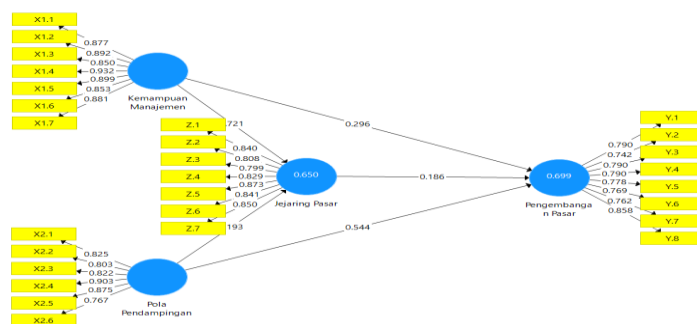 X1.1
X1.2
X1.3
X1.4
X1.5
X1.6
X1.7
0.877
0.892
0.850
0.932
0.899
0.853
0.881
Kemampuan
Manajemen
.721
0.296
Z.1
Z.2
Z.3
Z.4
Z.5
Z.6
Z.7
0.840
0.808
0.799
0.829
0.873
0.841
0.850
0.650
Jejaring Pasar
0.186
193
0.544
X2.1
X2.2
X2.3
X2.4
X2.5
X2.6
0.825
0.803
0.822
0.903
0.875
0.767
Pola
Pendampingan
0.699
Pengembanga
n Pasar
0.790
0.742
0.790
0.790
0.778
0.769
0.762
0.858
Y.1
Y.2
Y.3
Y.4
Y.5
Y.6
Y.7
Y.8